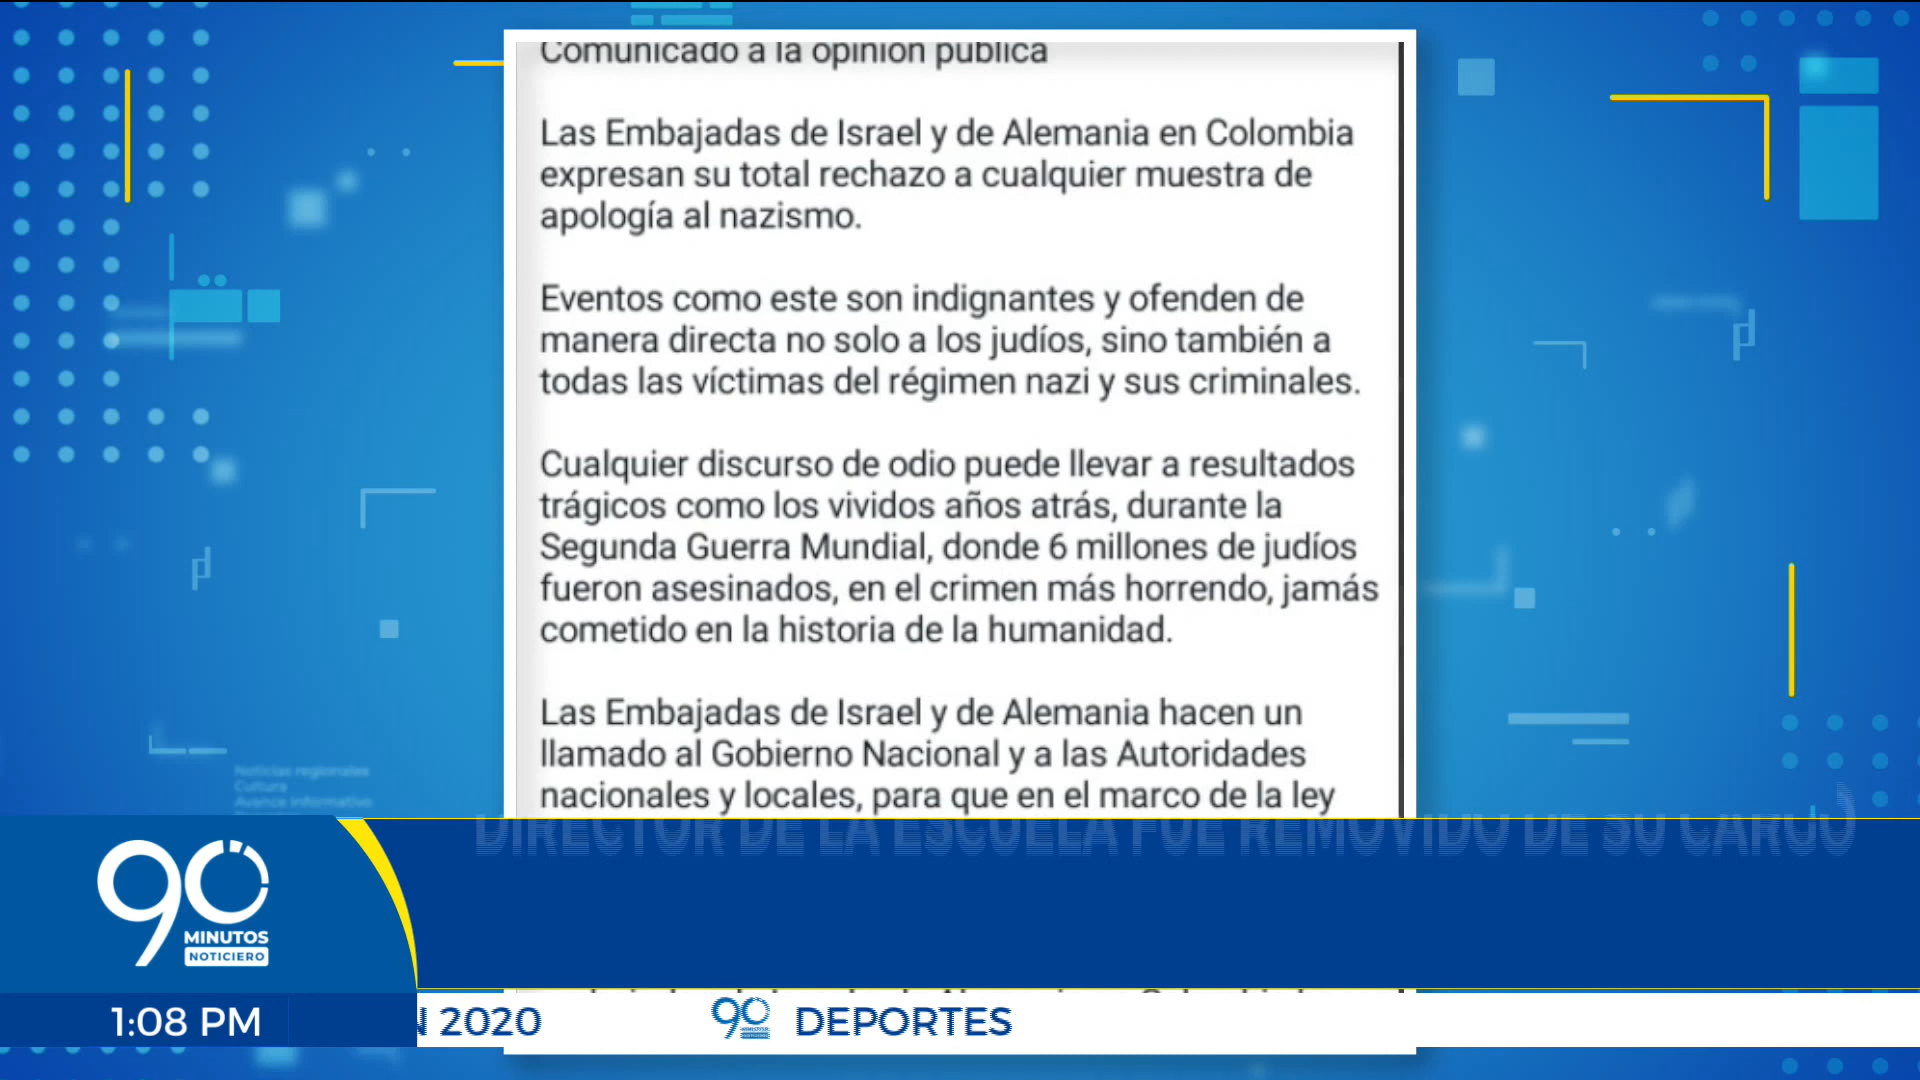 Comunicado a la opinión pública
Las Embajadas de Israel y de Alemania en Colombia
expresan su total rechazo a cualquier muestra de
apología al nazismo.
Eventos como este son indignantes y ofenden de
manera directa no solo a los judíos, sino también a
todas las víctimas del régimen nazi y sus criminales.
Cualquier discurso de odio puede llevar a resultados
trágicos como los vividos años atrás, durante la
Segunda Guerra Mundial, donde 6 millones de judíos
fueron asesinados, en el crimen más horrendo, jamás
cometido en la historia de la humanidad.
Las Embajadas de Israel y de Alemania hacen un
llamado al Gobierno Nacional y a las Autoridades
nacionales y locales, para que en el marco de la ley
Noticias regionales
Cultura
Avance informativo
DIRECTOR DE LA ESCUELA FUE REMOVIDO DE SU CARGO
90
MINUTOS
NOTICIERO
1:08 PM
N 2020
90
DEPORTES